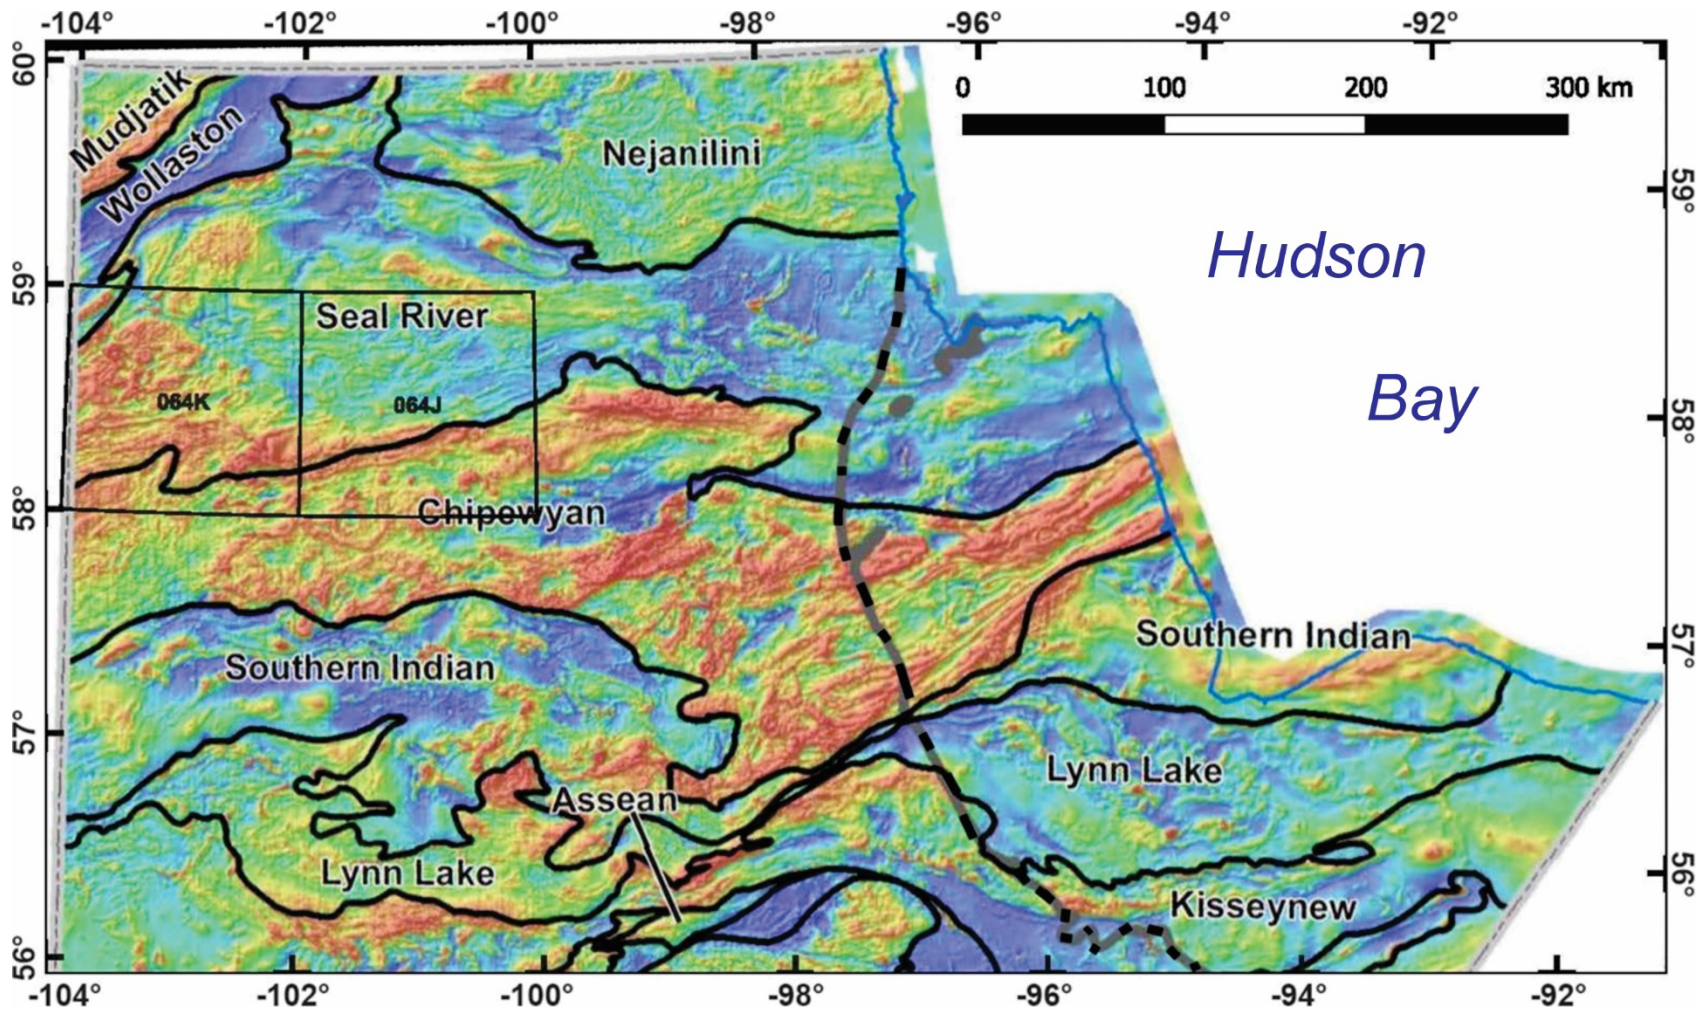 -104° -102° -100° -98° -96° -94° -92°
60°
0 100 200 300 km
Mudjatik
Wollaston
Nejanilini
59°
Hudson
59°
Seal River
Bay
064K 064J
58°
58°
Chipewyan
Southern Indian
57°
Southern Indian
57°
Lynn Lake
Assean
Lynn Lake
56°
Kisseynew
56°
-104° -102° -100° -98° -96° -94° -92°